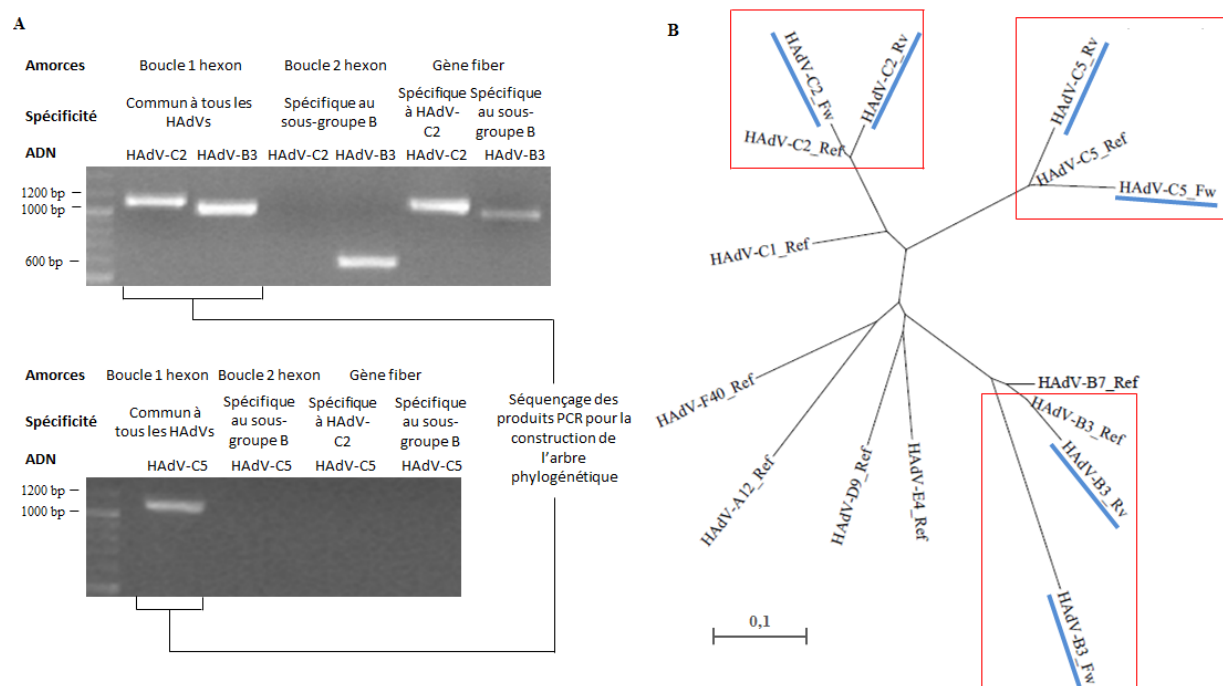 A
Amorces Boucle 1 hexon Boucle 2 hexon Gène fiber
Spécificité Commun à tous les HAdVs Spécifique au sous-groupe B Spécifique à HAdV-C2 Spécifique au sous-groupe B
ADN HAdV-C2 HAdV-B3 HAdV-C2 HAdV-B3 HAdV-C2 HAdV-B3
1200 bp
1000 bp
600 bp
Amorces Boucle 1 hexon Boucle 2 hexon Gène fiber
Spécificité Commun à tous les HAdVs Spécifique au sous-groupe B Spécifique à HAdV-C2 Spécifique au sous-groupe B
ADN HAdV-C5 HAdV-C5 HAdV-C5 HAdV-C5
1200 bp
1000 bp
Séquençage des
produits PCR pour la
construction de
l'arbre
phylogénétique
B
HAdV-C2_Fw
HAdV-C2_Rv
HAdV-C2_Ref
HAdV-C5_Rv
HAdV-C5_Ref
HAdV-C5_Fw
HAdV-C1_Ref
HAdV-F40_Ref
HAdV-A12_Ref
HAdV-D9_Ref
HAdV-E4_Ref
HAdV-B7_Ref
HAdV-B3_Ref
HAdV-B3_Rv
HAdV-B3_Fw
0,1